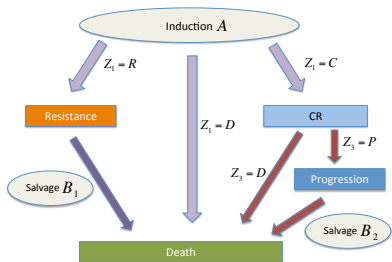 Induction A
Z₁ = R
Z₁ = C
Resistance
CR
Z₁ = D
Z₃ = P
Z₃ = D
Salvage B₁
Progression
Salvage B₂
Death